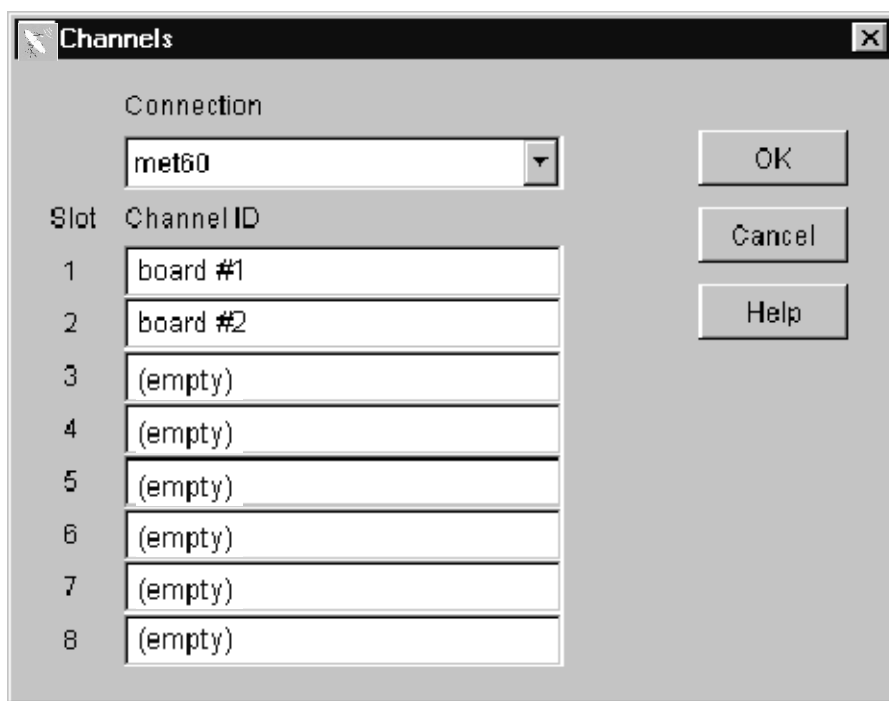 Channels
Connection
met60
OK
Slot Channel ID
Cancel
1 board #1
2 board #2
Help
3 (empty)
4 (empty)
5 (empty)
6 (empty)
7 (empty)
8 (empty)